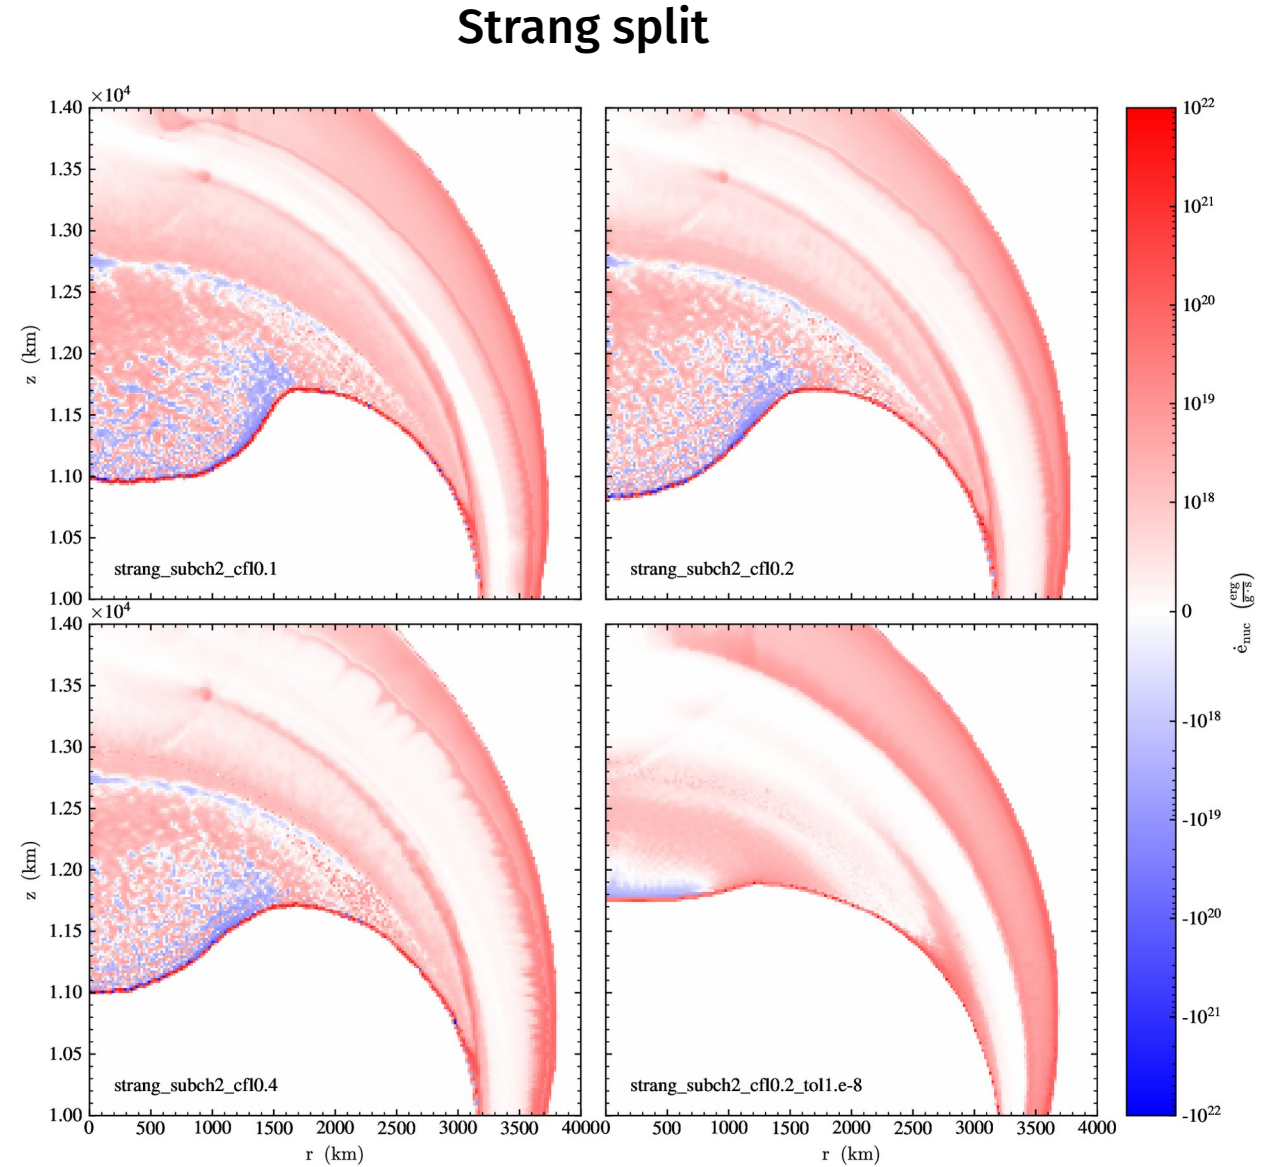 Strang split
×10⁴
1.40
1.35
1.30
1.25
1.20
1.15
1.10
1.05
1.00
z (km)
strang_subch2_cfl0.1
strang_subch2_cfl0.2
×10⁴
1.40
1.35
1.30
1.25
1.20
1.15
1.10
1.05
1.00
z (km)
strang_subch2_cfl0.4
strang_subch2_cfl0.2_tol1.e-8
0 500 1000 1500 2000 2500 3000 3500 40000 500 1000 1500 2000 2500 3000 3500 4000
r (km)
r (km)
10²²
10²¹
10²⁰
10¹⁹
10¹⁸
0
-10¹⁸
-10¹⁹
-10²⁰
-10²¹
-10²²
ėnuc (erg/g·s)